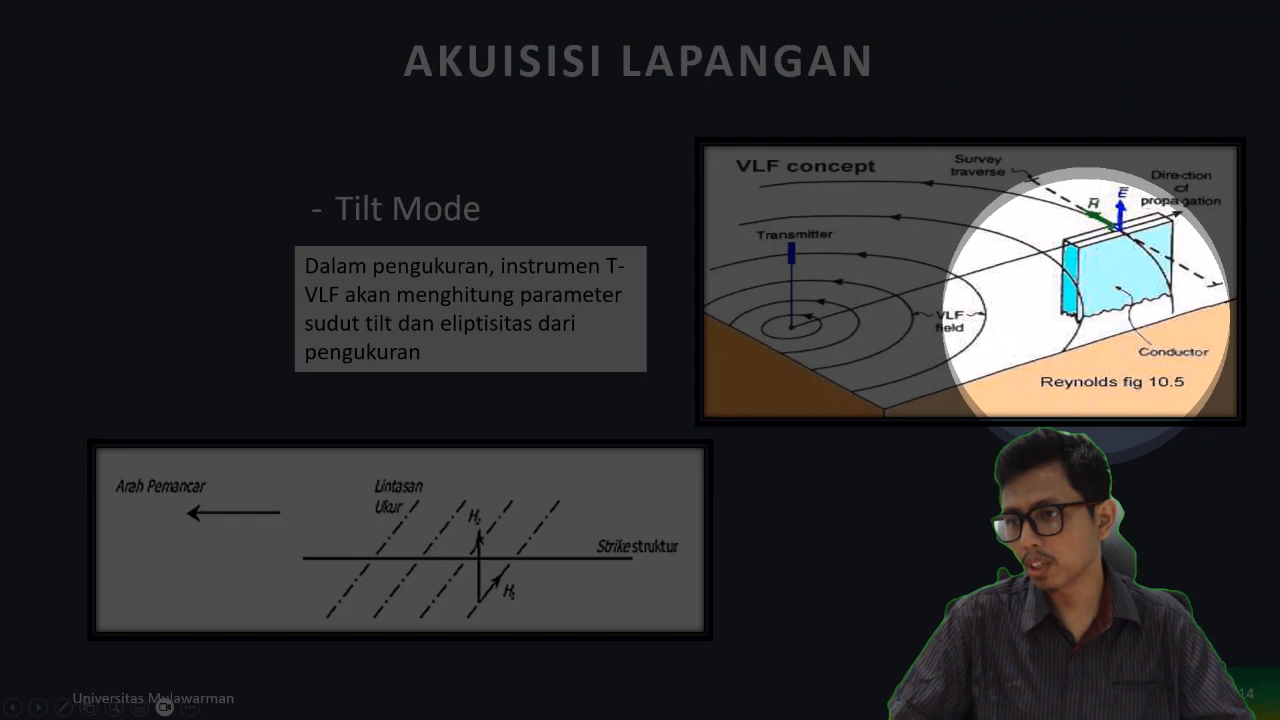 AKUISISI LAPANGAN
- Tilt Mode
Dalam pengukuran, instrumen T-
VLF akan menghitung parameter
sudut tilt dan eliptisitas dari
pengukuran
VLF concept
Survey
traverse
Direction
of
propagation
E
H
Transmitter
VLF
field
Conductor
Reynolds fig 10.5
Arah Pemancar
Lintasan
Ukur
Strike struktur
Universitas Mulawarman
14